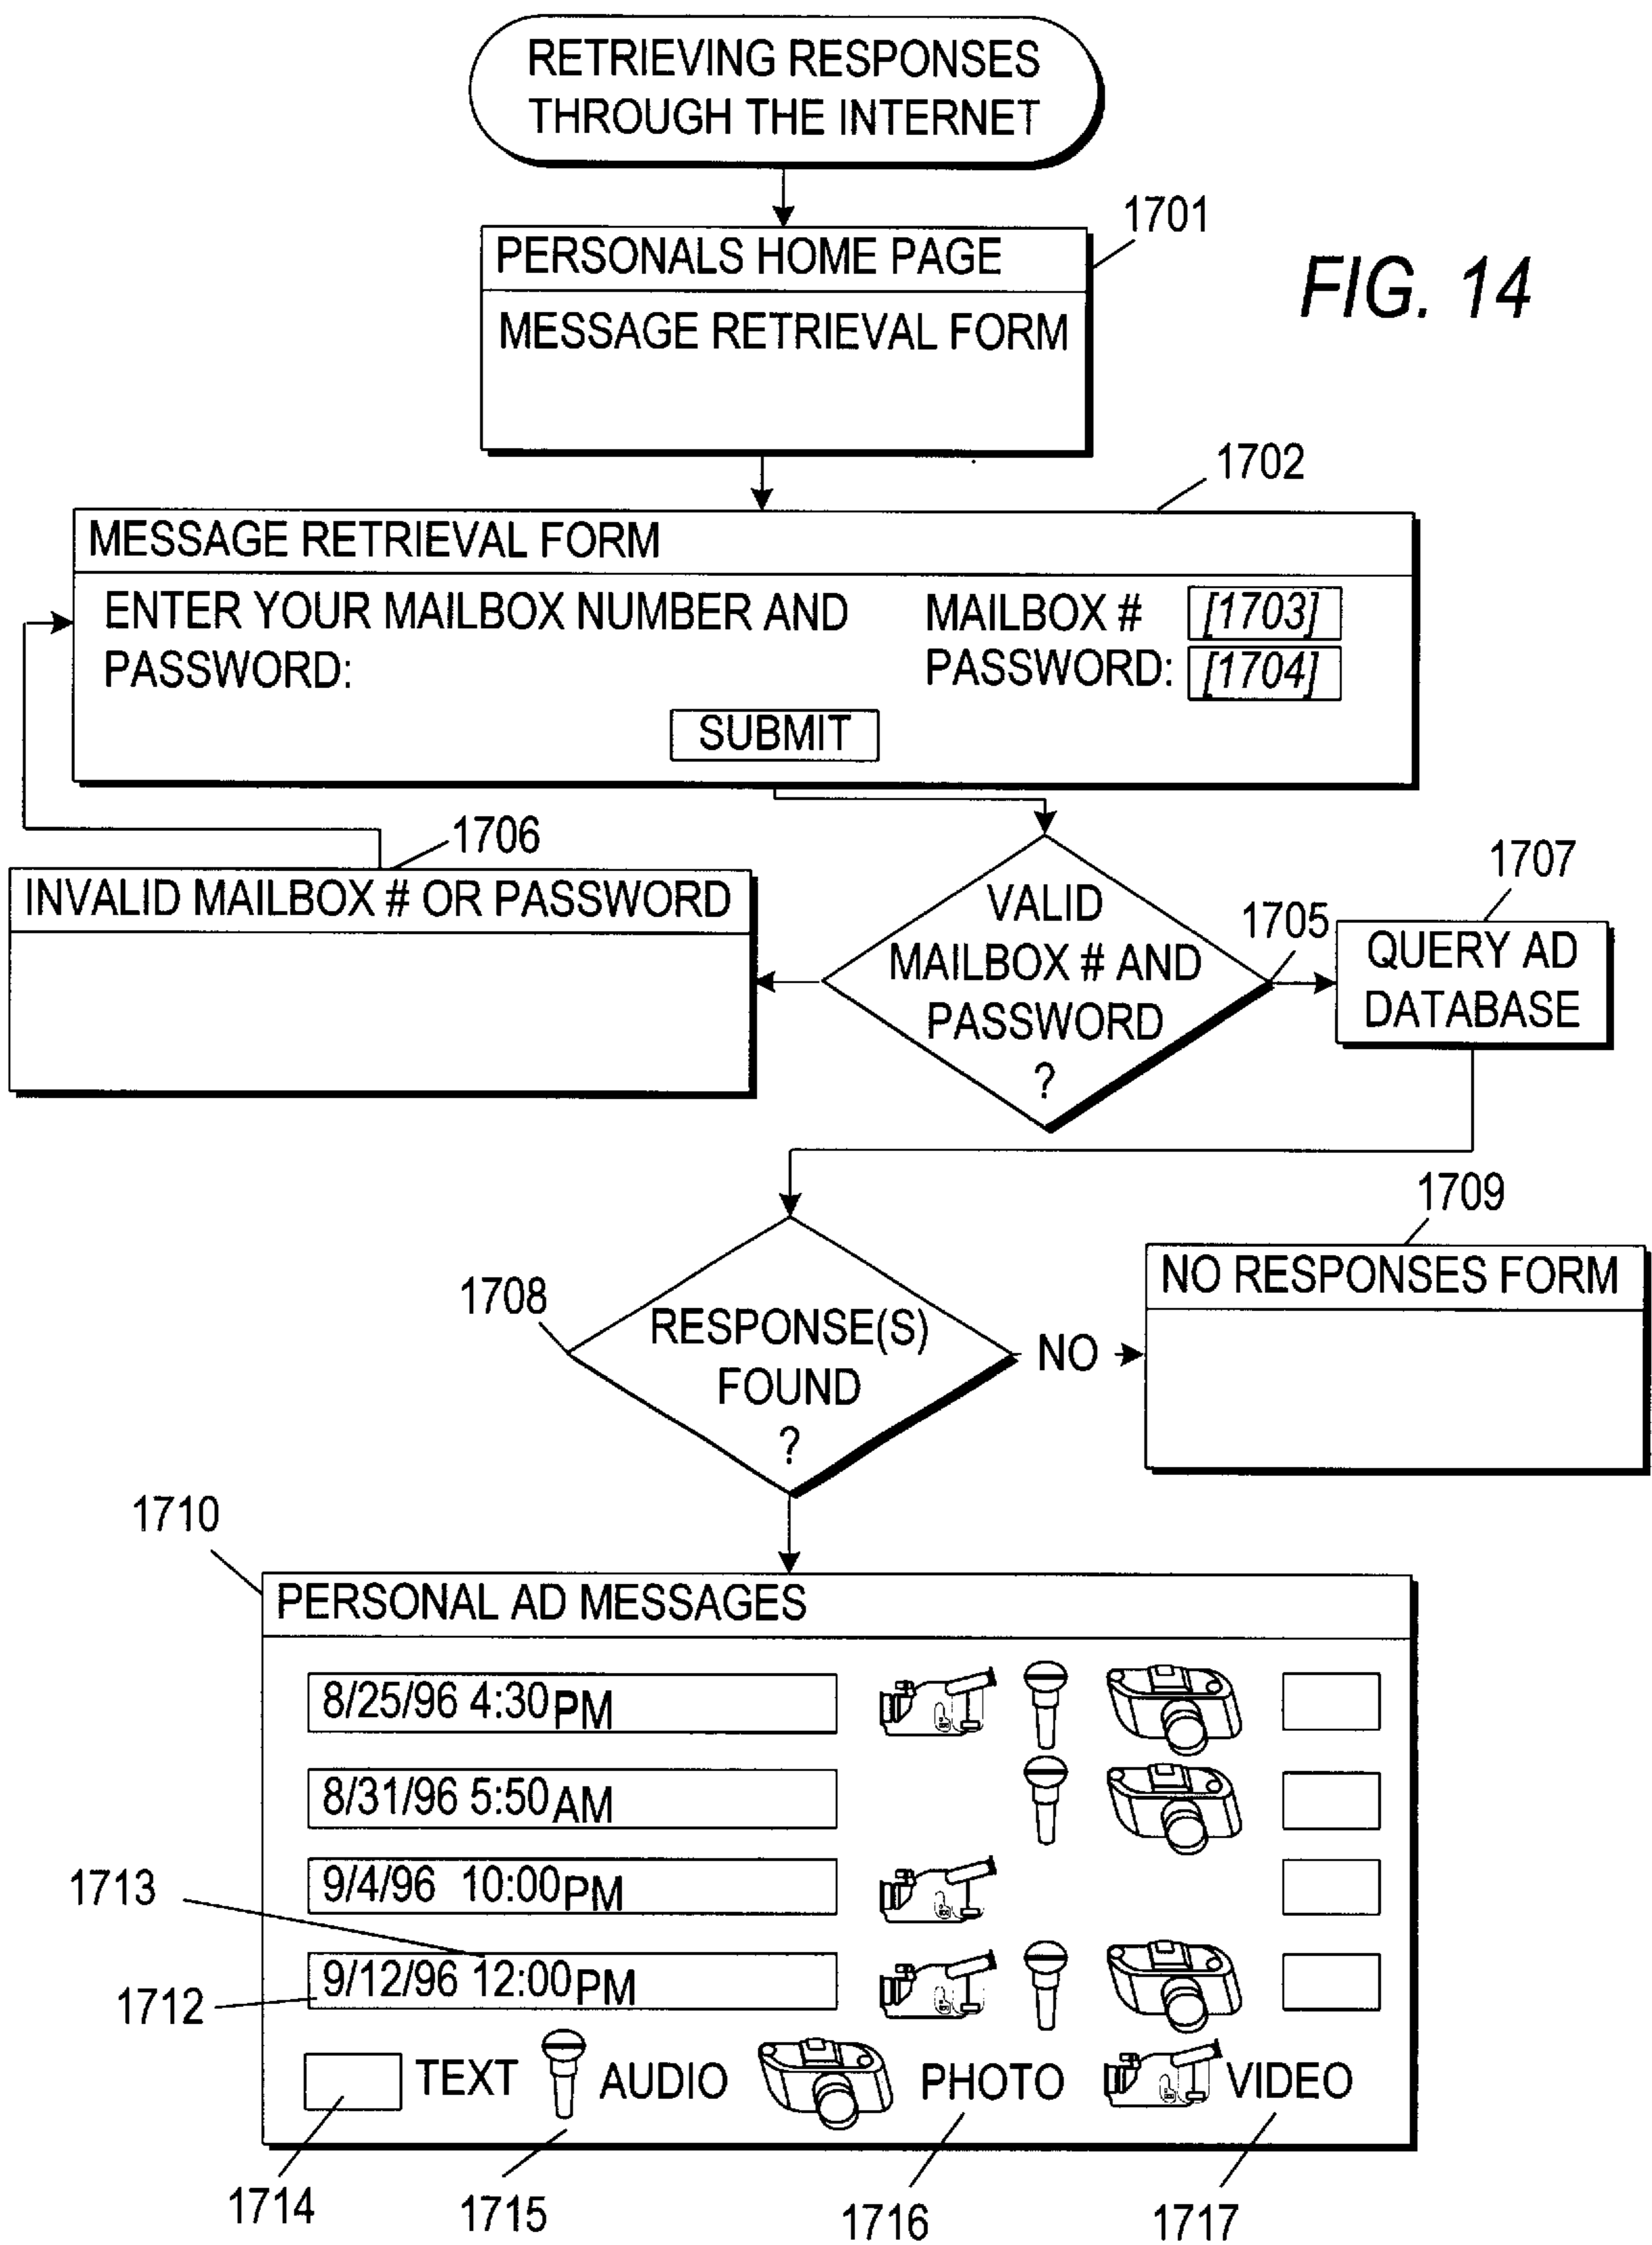 RETRIEVING RESPONSES
THROUGH THE INTERNET
1701
PERSONALS HOME PAGE
FIG. 14
MESSAGE RETRIEVAL FORM
1702
MESSAGE RETRIEVAL FORM
ENTER YOUR MAILBOX NUMBER AND
PASSWORD:
MAILBOX # [1703]
PASSWORD: [1704]
SUBMIT
1706
INVALID MAILBOX # OR PASSWORD
VALID
MAILBOX # AND
PASSWORD
?
1705
1707
QUERY AD
DATABASE
1709
NO RESPONSES FORM
1708
RESPONSE(S)
FOUND
?
NO
1710
PERSONAL AD MESSAGES
8/25/96 4:30PM
8/31/96 5:50AM
9/4/96 10:00PM
1713
9/12/96 12:00PM
1712
TEXT AUDIO PHOTO VIDEO
1714
1715
1716
1717